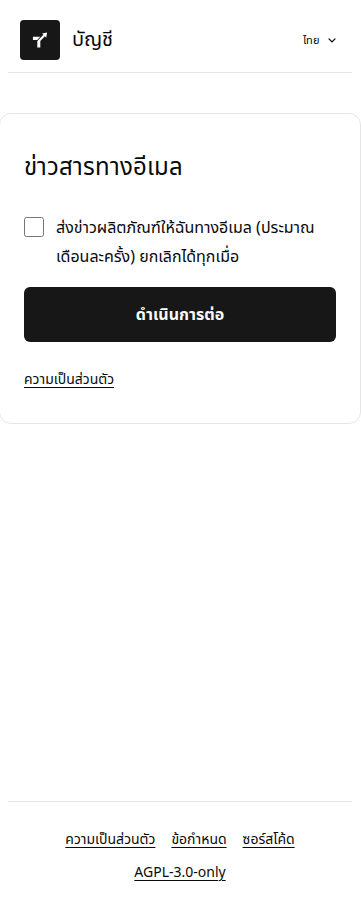 บัญชี
ไทย
ข่าวสารทางอีเมล
ส่งข่าวผลิตภัณฑ์ให้ฉันทางอีเมล (ประมาณ
เดือนละครั้ง) ยกเลิกได้ทุกเมื่อ
ดำเนินการต่อ
ความเป็นส่วนตัว
ความเป็นส่วนตัว ข้อกำหนด ซอร์สโค้ด
AGPL-3.0-only